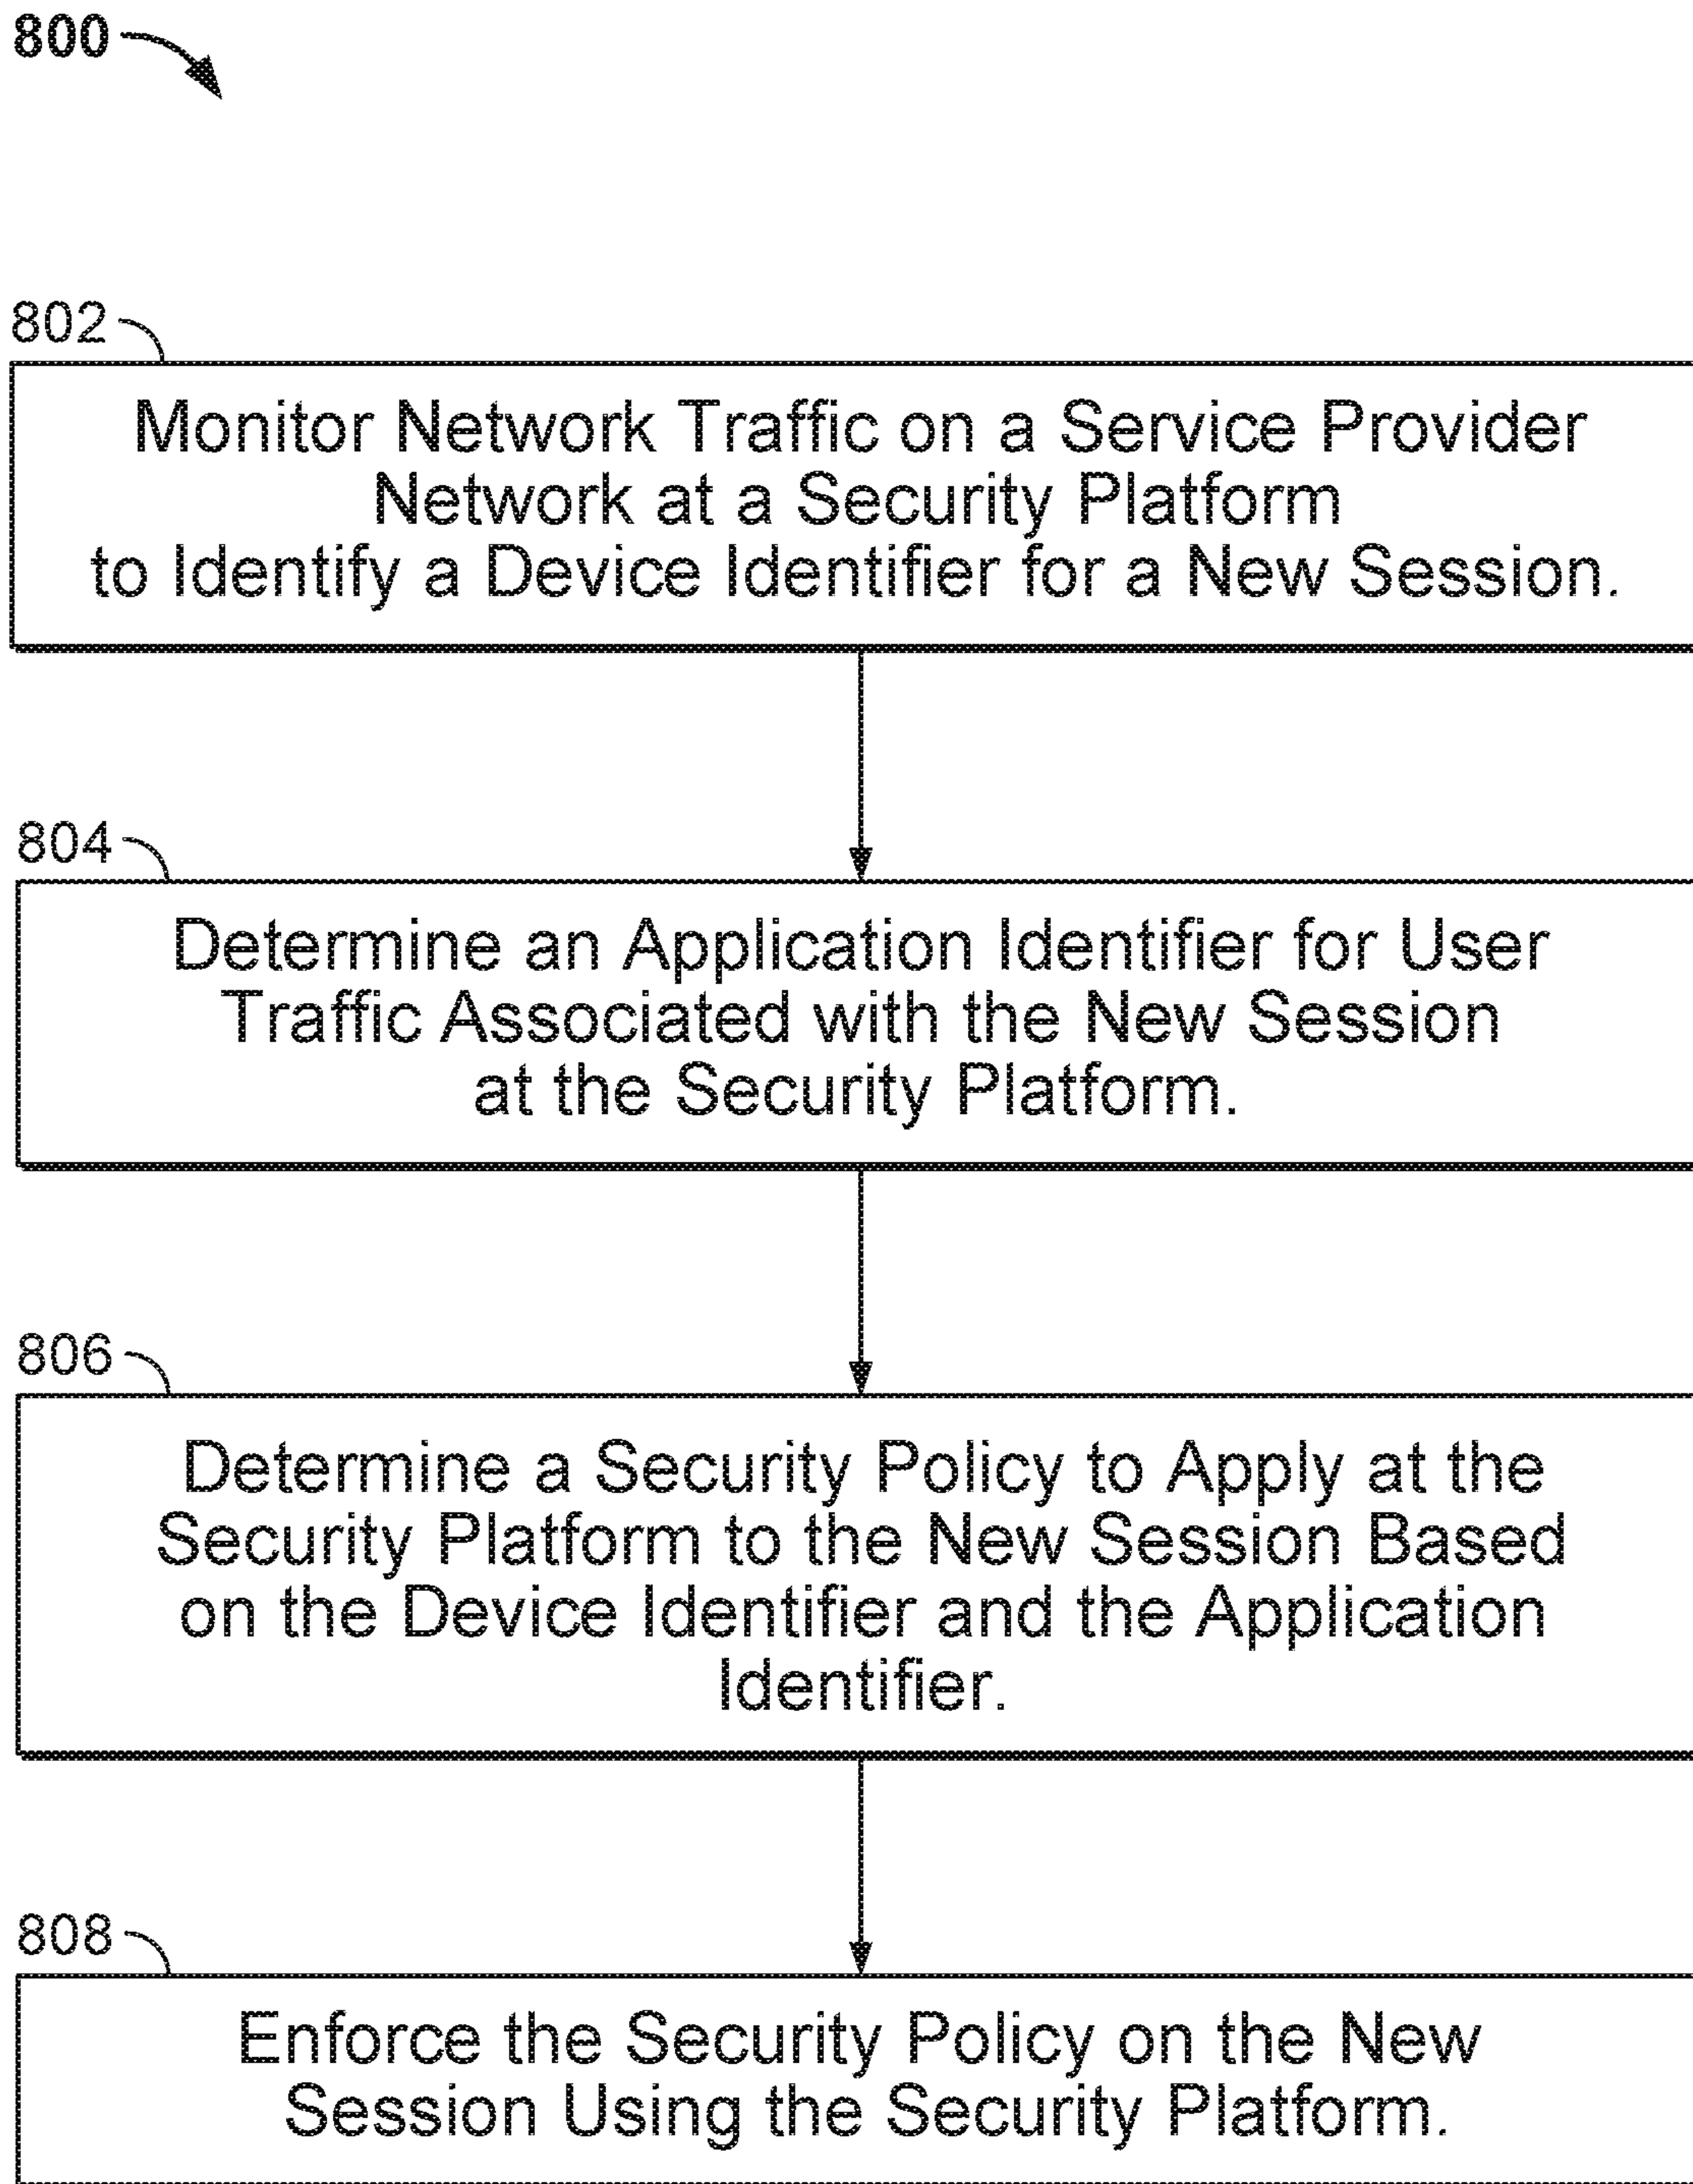 800
802
Monitor Network Traffic on a Service Provider
Network at a Security Platform
to Identify a Device Identifier for a New Session.
804
Determine an Application Identifier for User
Traffic Associated with the New Session
at the Security Platform.
806
Determine a Security Policy to Apply at the
Security Platform to the New Session Based
on the Device Identifier and the Application
Identifier.
808
Enforce the Security Policy on the New
Session Using the Security Platform.